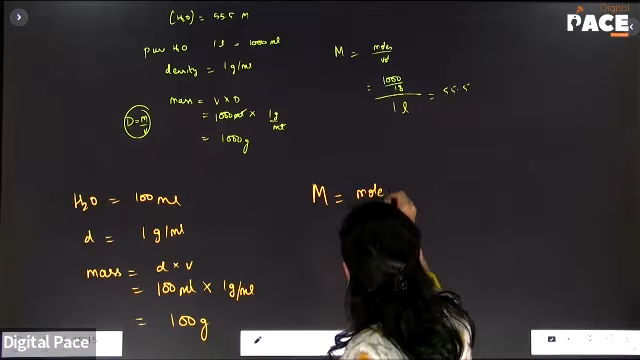 [H₂O] = 55.5 M
pure H₂O 1 l = 1000 ml
density = 1 g/ml
mass = V × D
D = m/v
= 1000 ml × 1g/ml
= 1000 g
M = moles/vol
= 1000/18 / 1 l = 55.5
H₂O = 100 ml
d = 1 g/ml
mass = d × v
= 100 ml × 1 g/ml
= 100 g
M = mole
Digital
PACE
Digital Pace